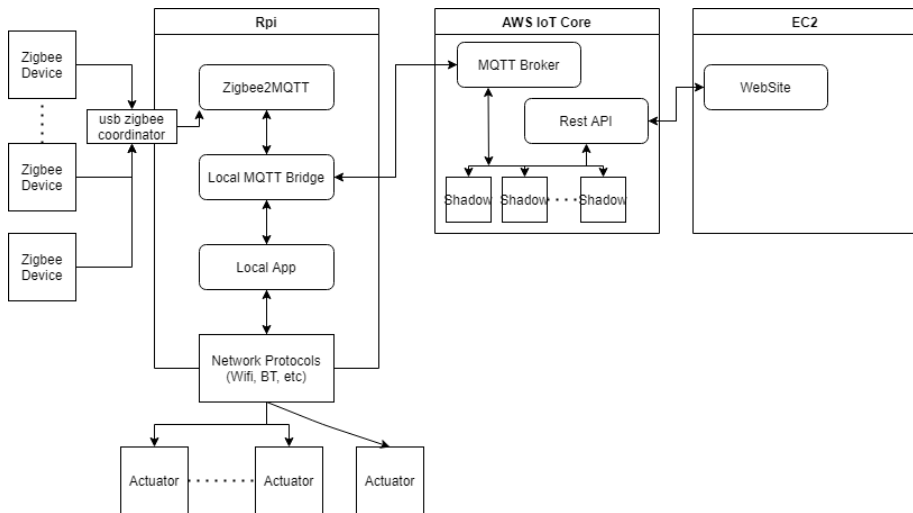 Rpi
AWS IoT Core
EC2
Zigbee
Device
Zigbee2MQTT
MQTT Broker
WebSite
usb zigbee
coordinator
Rest API
Zigbee
Device
Local MQTT Bridge
Shadow
Shadow
Shadow
Zigbee
Device
Local App
Network Protocols
(Wifi, BT, etc)
Actuator
Actuator
Actuator